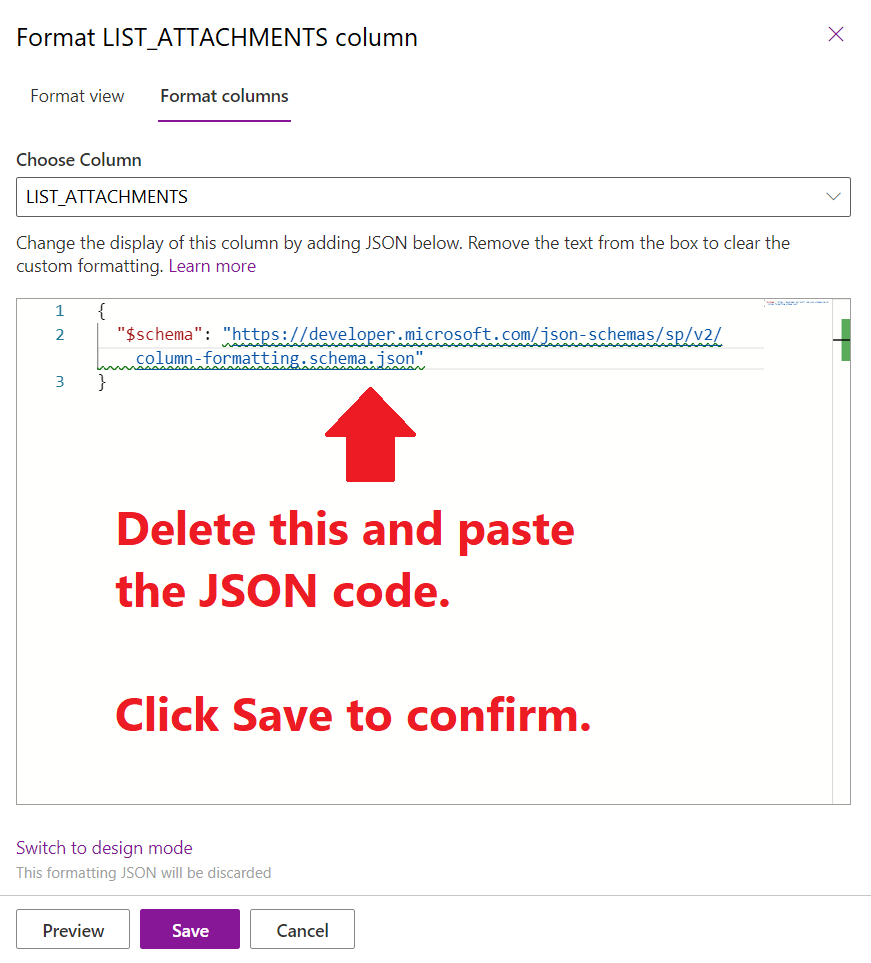 Format LIST_ATTACHMENTS column
Format view Format columns
Choose Column
LIST_ATTACHMENTS
Change the display of this column by adding JSON below. Remove the text from the box to clear the
custom formatting. Learn more
1 {
2 "$schema": "https://developer.microsoft.com/json-schemas/sp/v2/
column-formatting.schema.json"
3 }
Delete this and paste
the JSON code.
Click Save to confirm.
Switch to design mode
This formatting JSON will be discarded
Preview Save Cancel